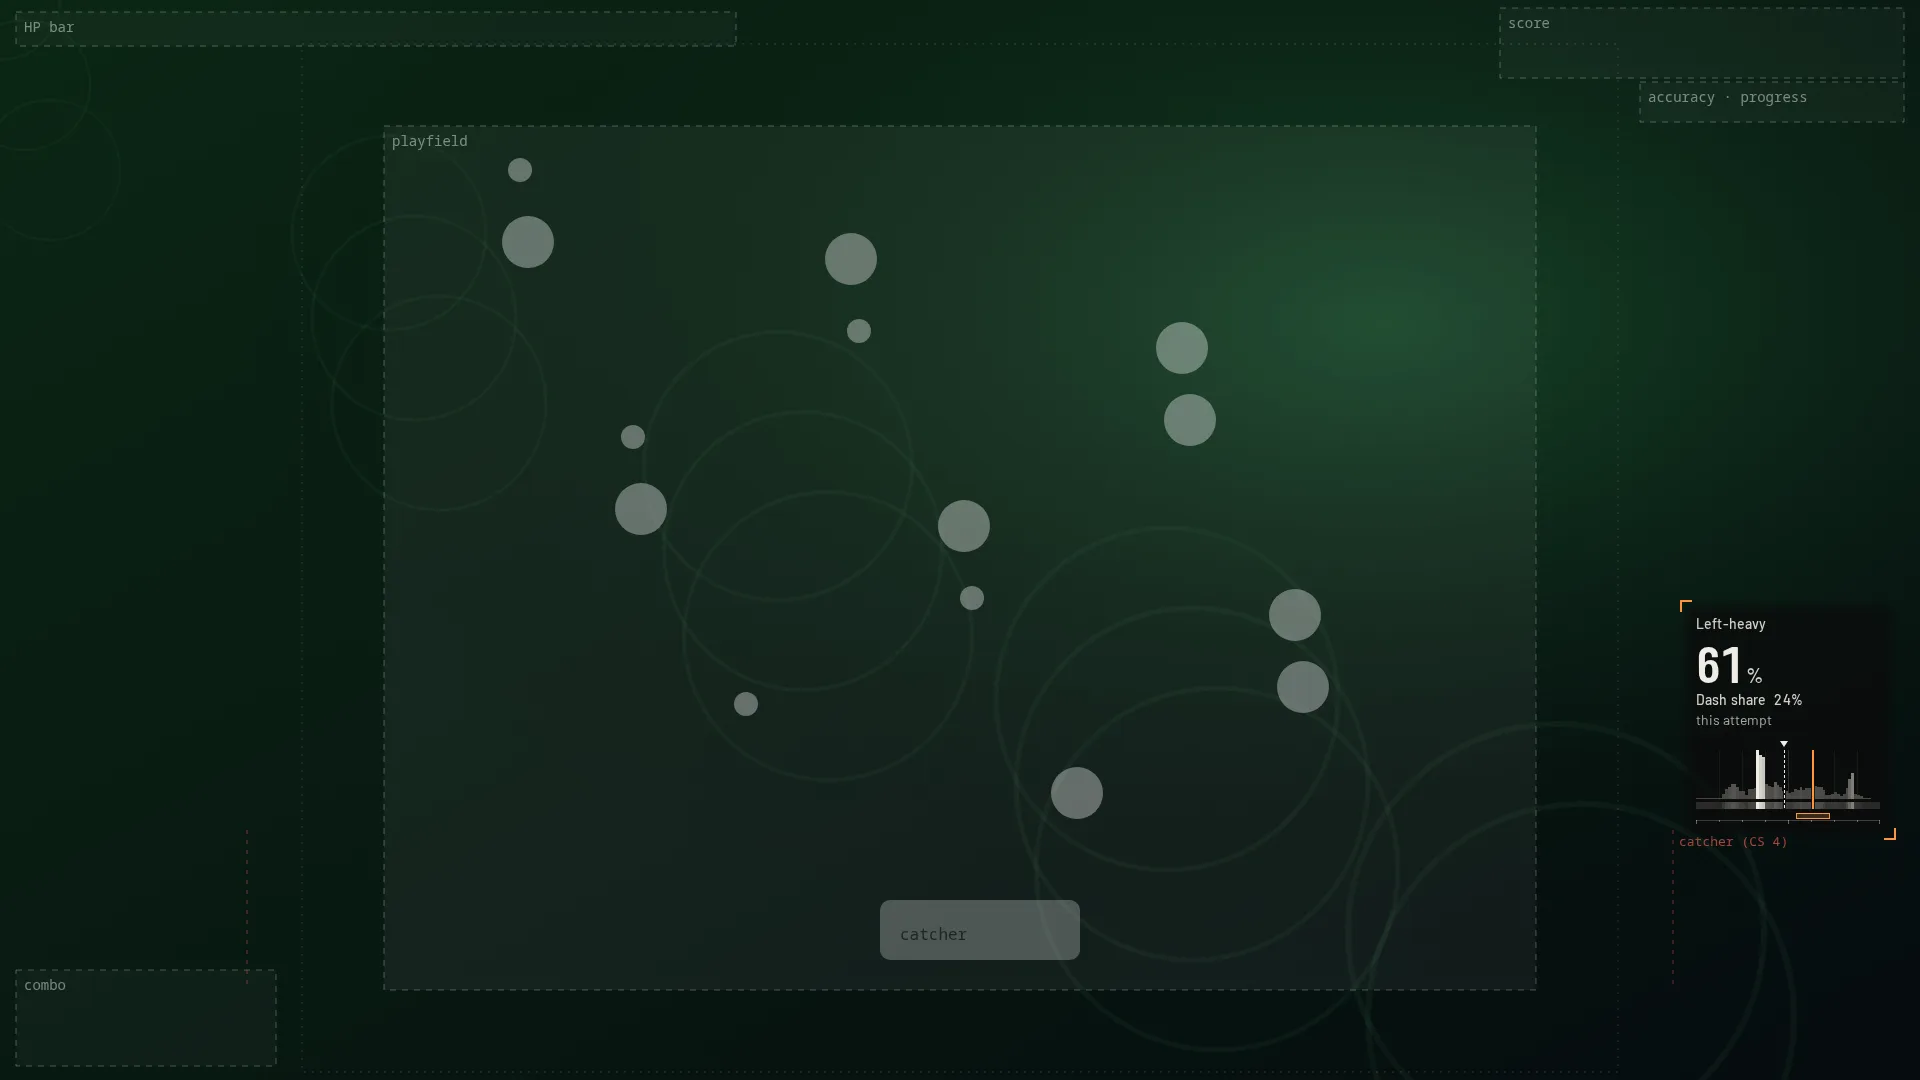 HP bar
score
accuracy · progress
playfield
Left-heavy
61%
Dash share 24%
this attempt
catcher (CS 4)
catcher
combo